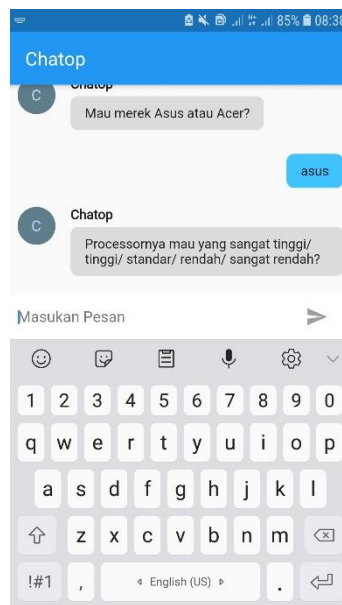 85% 08:38
Chatop
Chatop
C
Mau merek Asus atau Acer?
asus
Chatop
C
Processornya mau yang sangat tinggi/
tinggi/ standar/ rendah/ sangat rendah?
Masukan Pesan
1 2 3 4 5 6 7 8 9 0
q w e r t y u i o p
a s d f g h j k l
z x c v b n m
!#1 , English (US) .